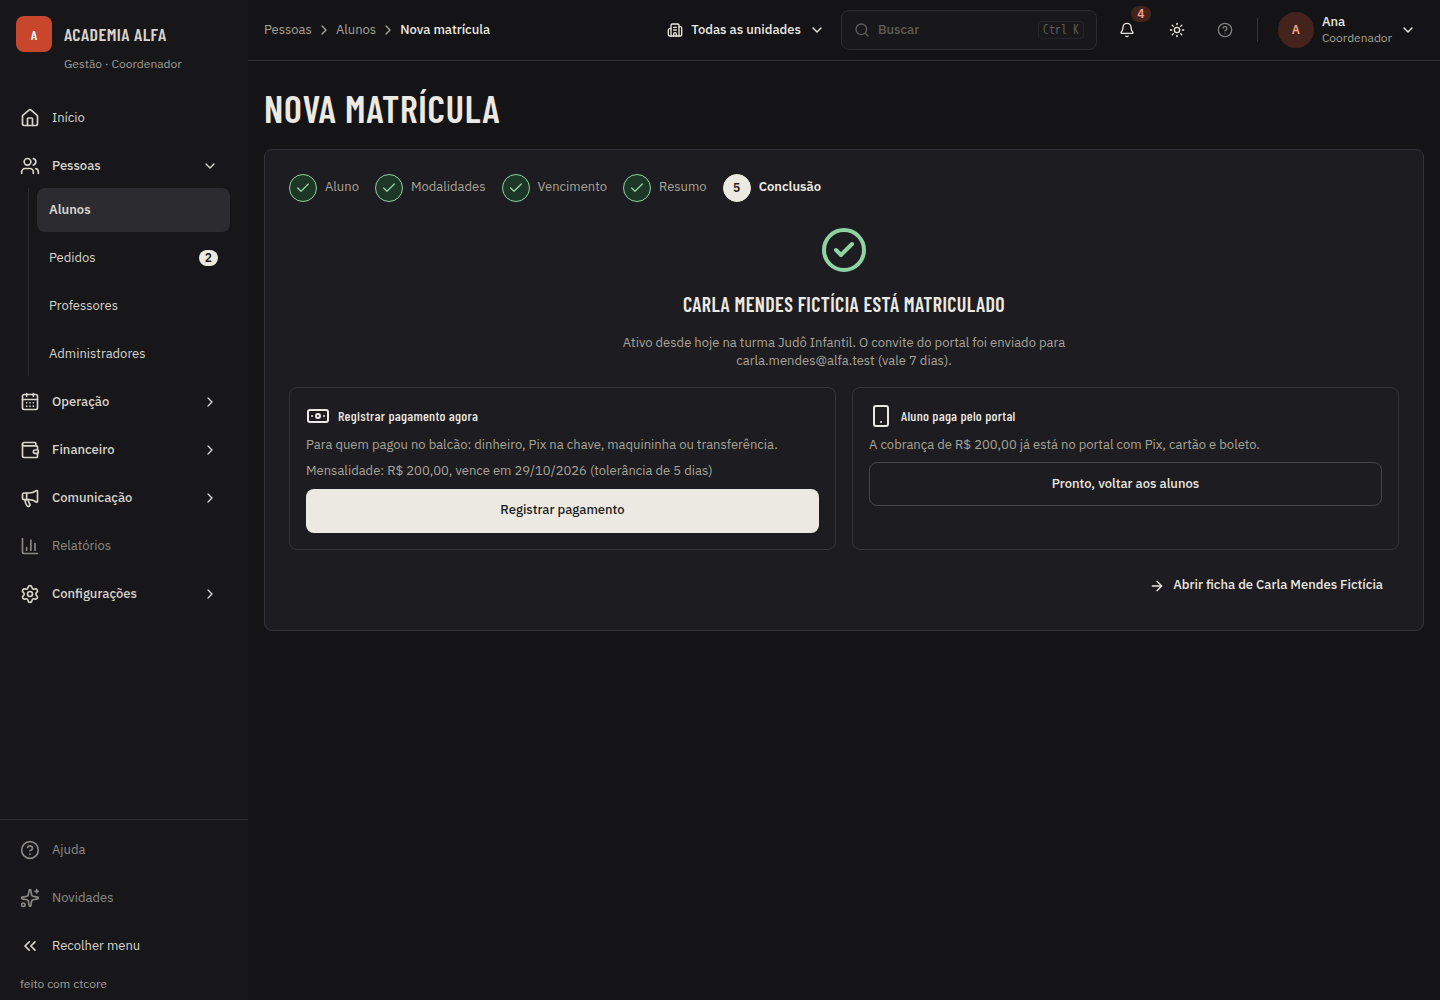 A
ACADEMIA ALFA
Gestão · Coordenador
Início
Pessoas
Alunos
Pedidos
2
Professores
Administradores
Operação
Financeiro
Comunicação
Relatórios
Configurações
Ajuda
Novidades
Recolher menu
feito com ctcore
Pessoas
Alunos
Nova matrícula
Todas as unidades
Buscar
Ctrl K
4
A
Ana
Coordenador
NOVA MATRÍCULA
Aluno
Modalidades
Vencimento
Resumo
5
Conclusão
CARLA MENDES FICTÍCIA ESTÁ MATRICULADO
Ativo desde hoje na turma Judô Infantil. O convite do portal foi enviado para
carla.mendes@alfa.test (vale 7 dias).
Registrar pagamento agora
Para quem pagou no balcão: dinheiro, Pix na chave, maquininha ou transferência.
Mensalidade: R$ 200,00, vence em 29/10/2026 (tolerância de 5 dias)
Registrar pagamento
Aluno paga pelo portal
A cobrança de R$ 200,00 já está no portal com Pix, cartão e boleto.
Pronto, voltar aos alunos
Abrir ficha de Carla Mendes Fictícia